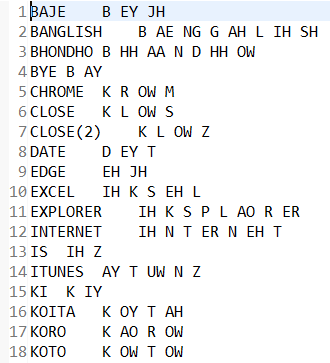 1 BAJE B EY JH
2 BANGLISH B AE NG G AH L IH SH
3 BHONDHO B HH AA N D HH OW
4 BYE B AY
5 CHROME K R OW M
6 CLOSE K L OW S
7 CLOSE(2) K L OW Z
8 DATE D EY T
9 EDGE EH JH
10 EXCEL IH K S EH L
11 EXPLORER IH K S P L AO R ER
12 INTERNET IH N T ER N EH T
13 IS IH Z
14 ITUNES AY T UW N Z
15 KI K IY
16 KOITA K OY T AH
17 KORO K AO R OW
18 KOTO K OW T OW